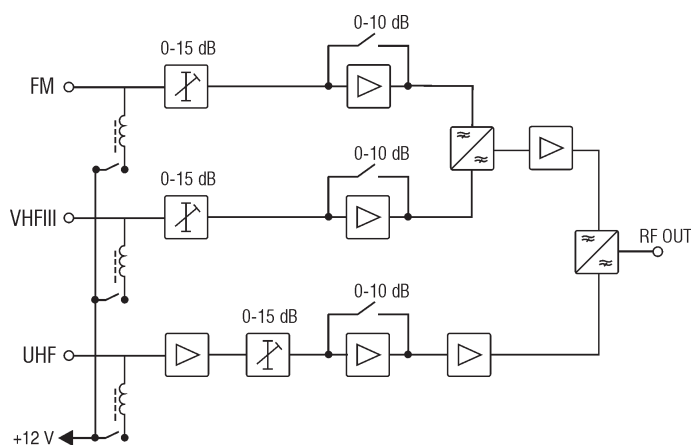 0-10 dB
0-15 dB
FM
0-10 dB
0-15 dB
VHFIII
RF OUT
0-10 dB
0-15 dB
UHF
+12 V